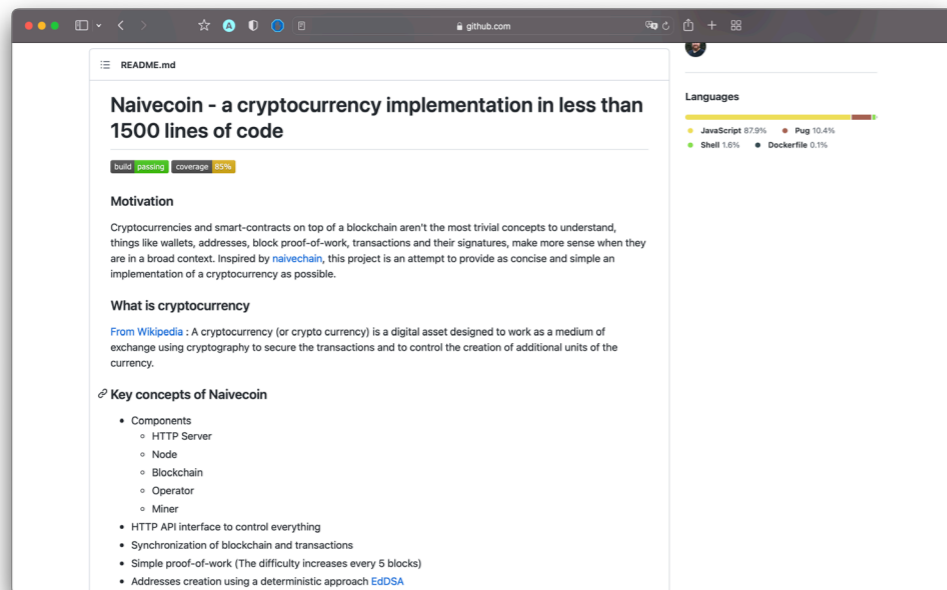 github.com
README.md
Naivecoin - a cryptocurrency implementation in less than
1500 lines of code
build passing coverage 85%
Motivation
Cryptocurrencies and smart-contracts on top of a blockchain aren't the most trivial concepts to understand,
things like wallets, addresses, block proof-of-work, transactions and their signatures, make more sense when they
are in a broad context. Inspired by naivechain, this project is an attempt to provide as concise and simple an
implementation of a cryptocurrency as possible.
What is cryptocurrency
From Wikipedia : A cryptocurrency (or crypto currency) is a digital asset designed to work as a medium of
exchange using cryptography to secure the transactions and to control the creation of additional units of the
currency.
Key concepts of Naivecoin
Components
HTTP Server
Node
Blockchain
Operator
Miner
HTTP API interface to control everything
Synchronization of blockchain and transactions
Simple proof-of-work (The difficulty increases every 5 blocks)
Addresses creation using a deterministic approach EdDSA
Languages
JavaScript 87.9% Pug 10.4%
Shell 1.6% Dockerfile 0.1%